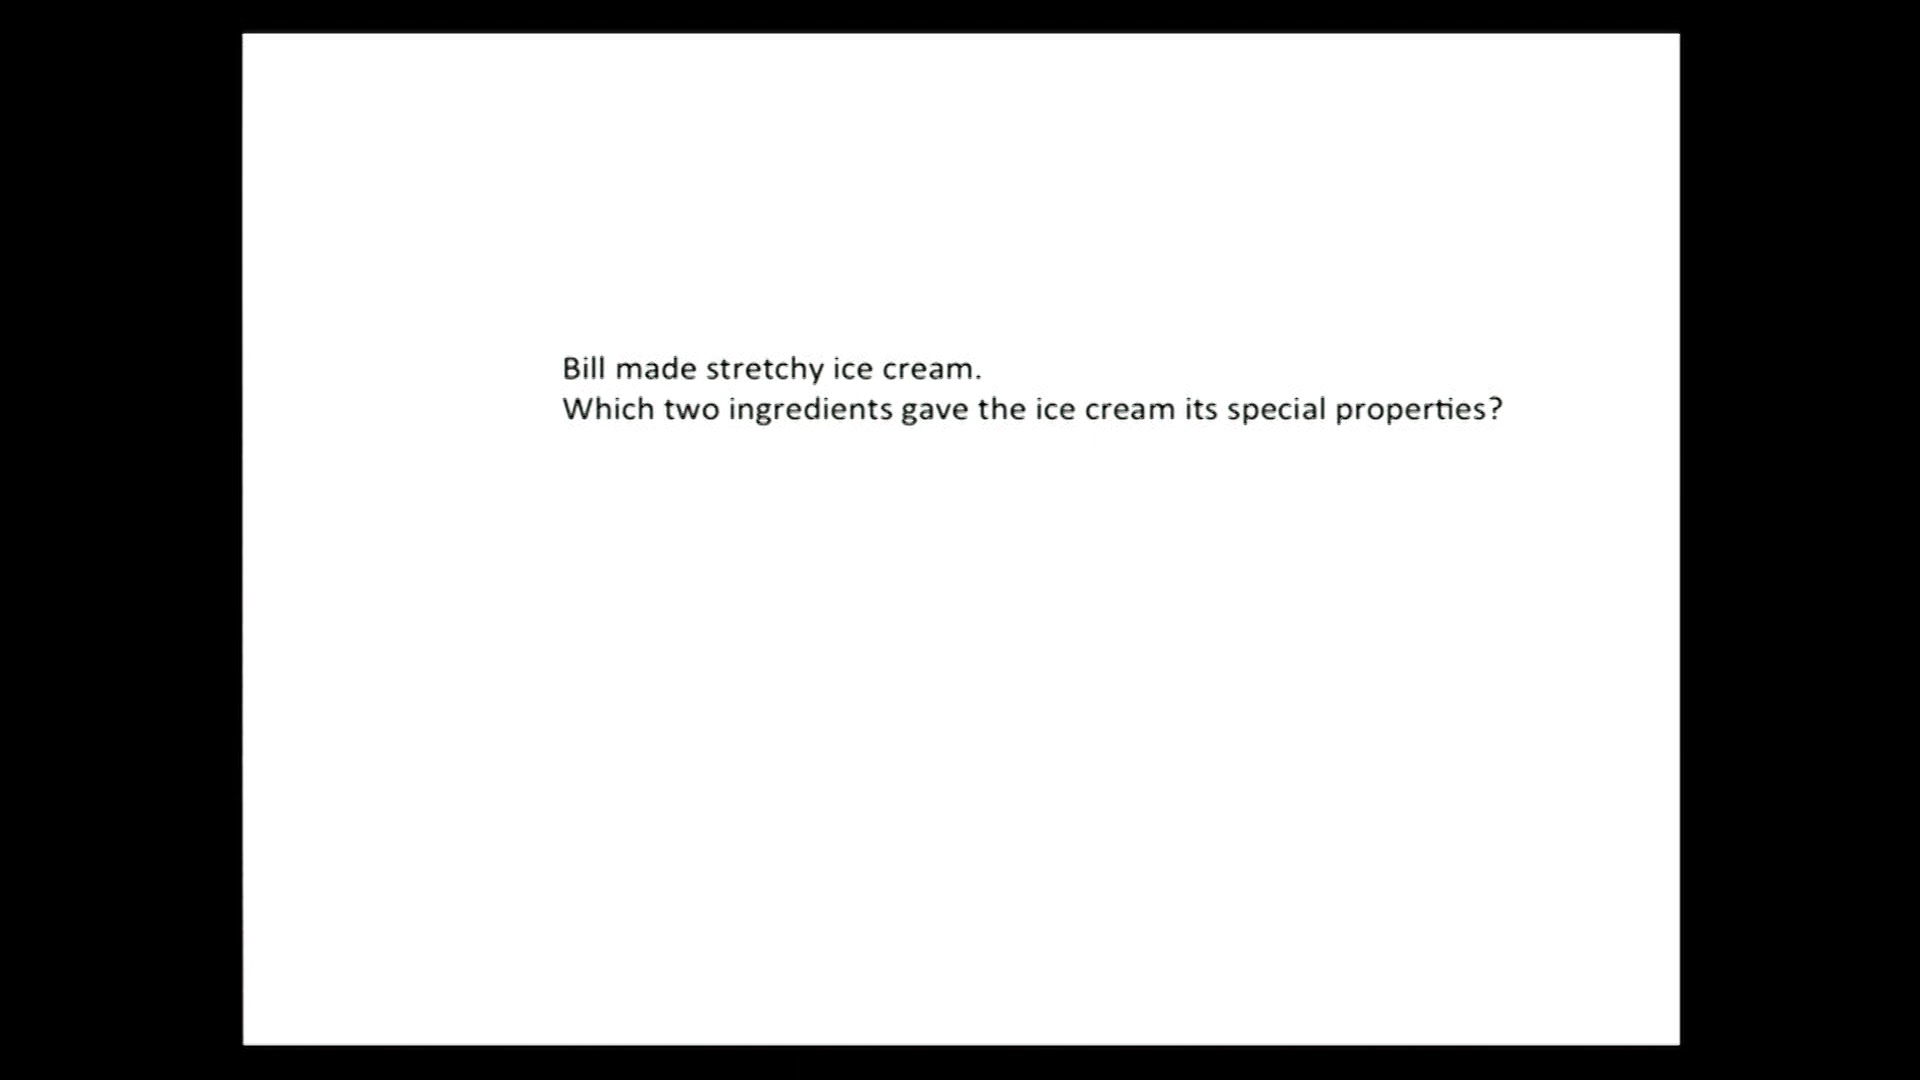 Bill made stretchy ice cream.
Which two ingredients gave the ice cream its special properties?